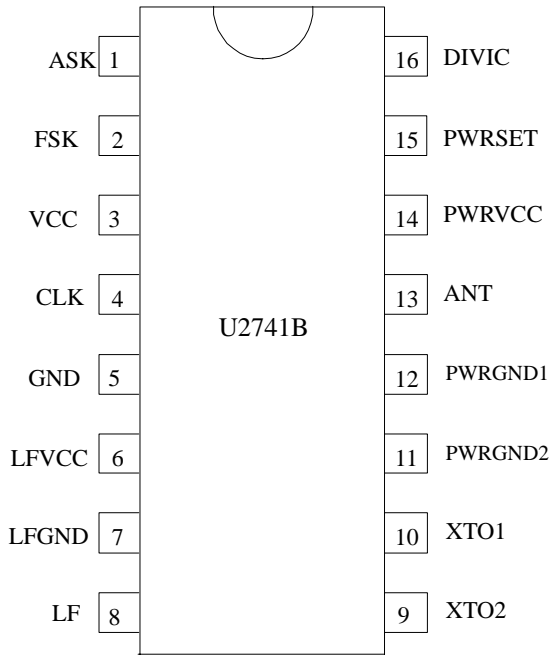 ASK 1 16 DIVIC
FSK 2 15 PWRSET
VCC 3 14 PWRVCC
CLK 4 13 ANT
U2741B
GND 5 12 PWRGND1
LFVCC 6 11 PWRGND2
LFGND 7 10 XTO1
LF 8 9 XTO2